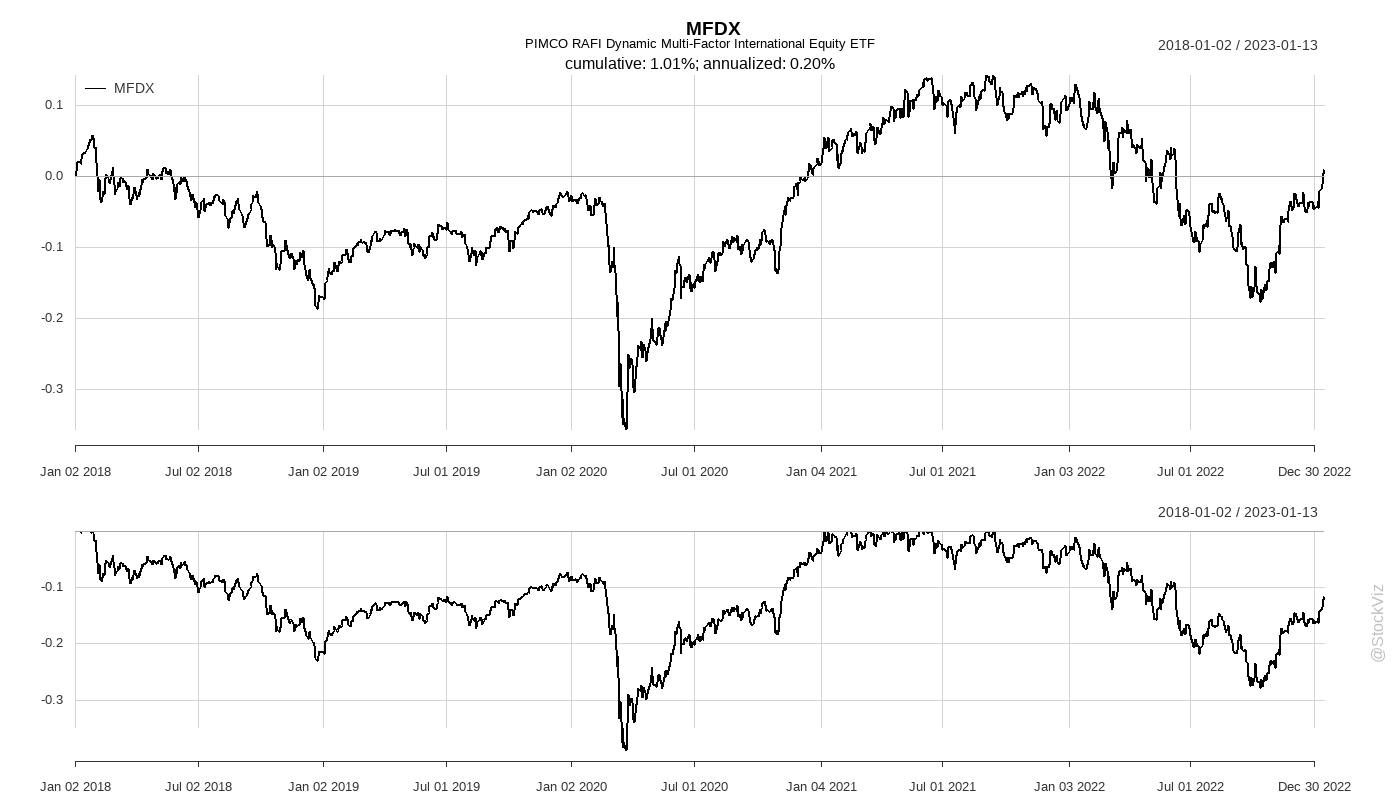 MFDX
PIMCO RAFI Dynamic Multi-Factor International Equity ETF
2018-01-02 / 2023-01-13
cumulative: 1.01%; annualized: 0.20%
MFDX
0.1
0.0
-0.1
-0.2
-0.3
Jan 02 2018 Jul 02 2018 Jan 02 2019 Jul 01 2019 Jan 02 2020 Jul 01 2020 Jan 04 2021 Jul 01 2021 Jan 03 2022 Jul 01 2022 Dec 30 2022
2018-01-02 / 2023-01-13
-0.1
-0.2
-0.3
Jan 02 2018 Jul 02 2018 Jan 02 2019 Jul 01 2019 Jan 02 2020 Jul 01 2020 Jan 04 2021 Jul 01 2021 Jan 03 2022 Jul 01 2022 Dec 30 2022
@StockViz